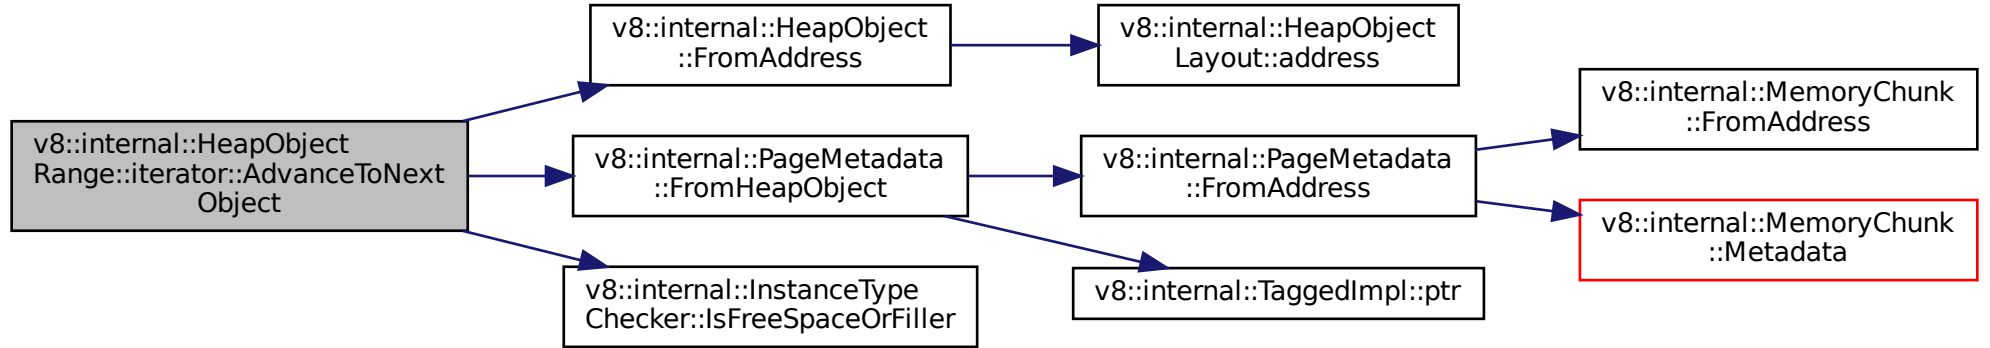 v8::internal::HeapObject
Range::iterator::AdvanceToNext
Object
v8::internal::HeapObject
::FromAddress
v8::internal::HeapObject
Layout::address
v8::internal::PageMetadata
::FromHeapObject
v8::internal::PageMetadata
::FromAddress
v8::internal::MemoryChunk
::FromAddress
v8::internal::MemoryChunk
::Metadata
v8::internal::TaggedImpl::ptr
v8::internal::InstanceType
Checker::IsFreeSpaceOrFiller